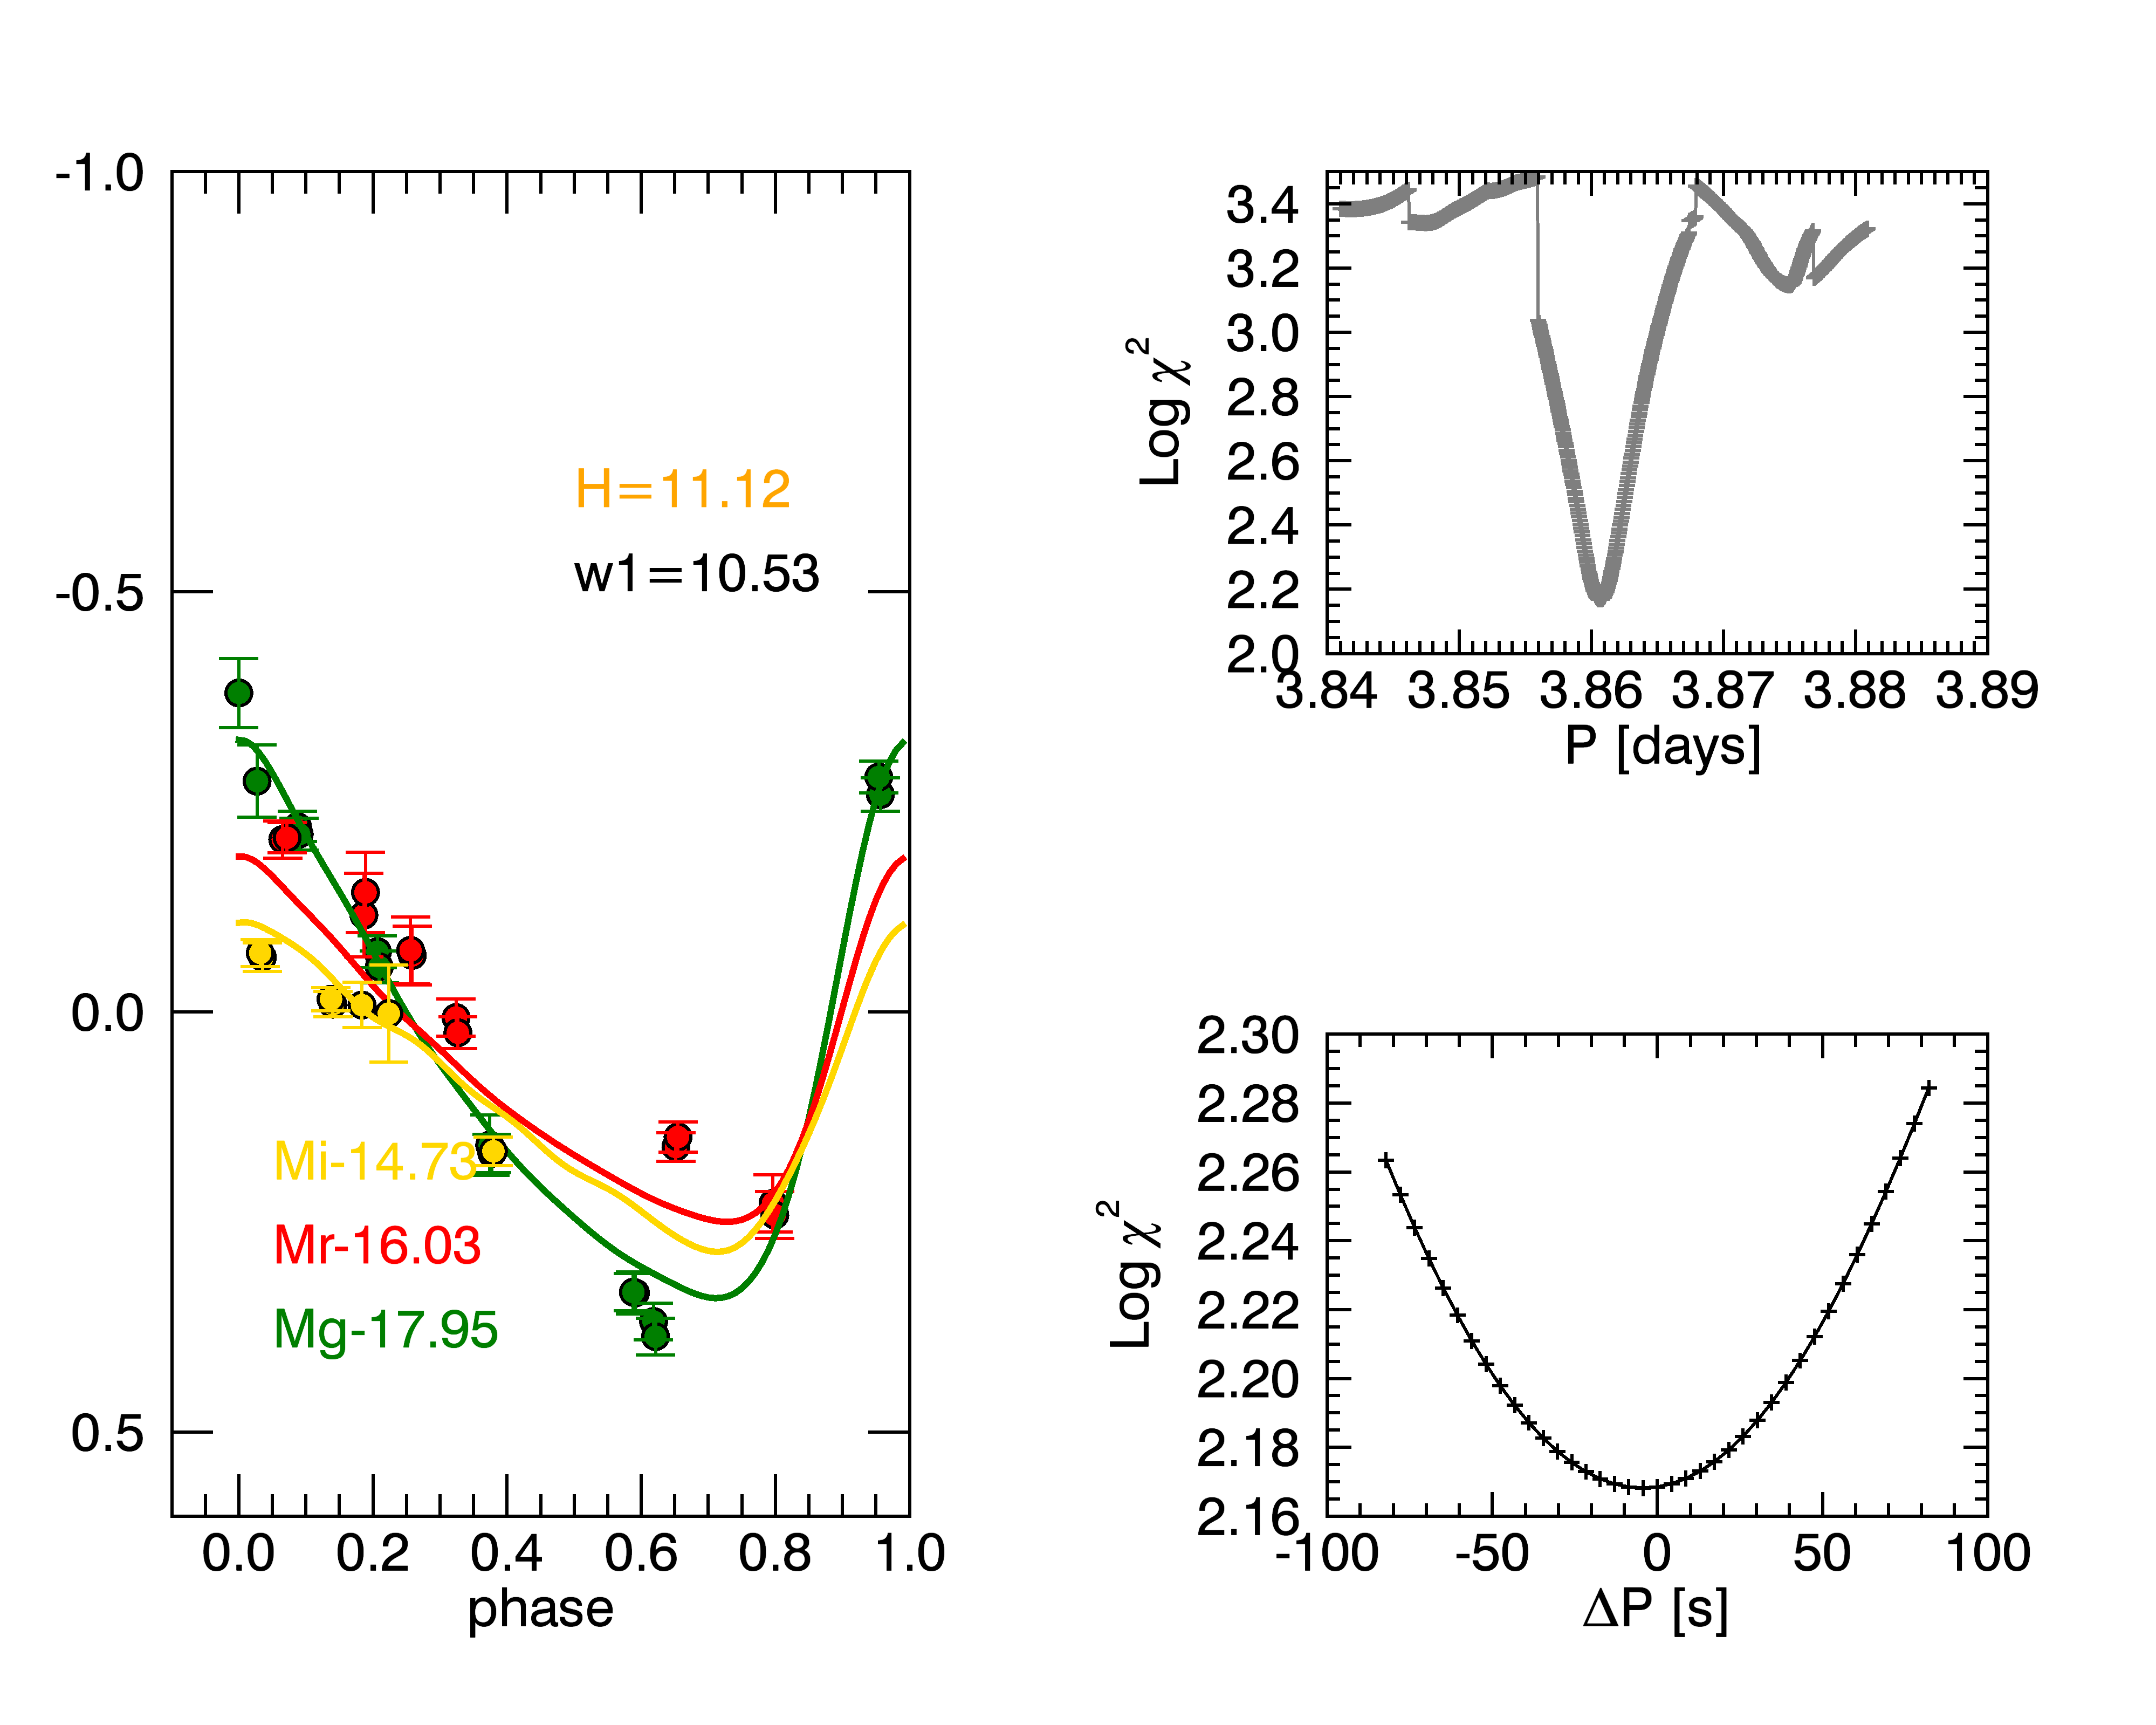 -1.0
-0.5
0.0
0.5
H=11.12
w1=10.53
Mi-14.73
Mr-16.03
Mg-17.95
0.0 0.2 0.4 0.6 0.8 1.0
phase
3.4
3.2
3.0
2.8
2.6
2.4
2.2
2.0
Log χ²
3.84 3.85 3.86 3.87 3.88 3.89
P [days]
2.30
2.28
2.26
2.24
2.22
2.20
2.18
2.16
Log χ²
-100 -50 0 50 100
ΔP [s]